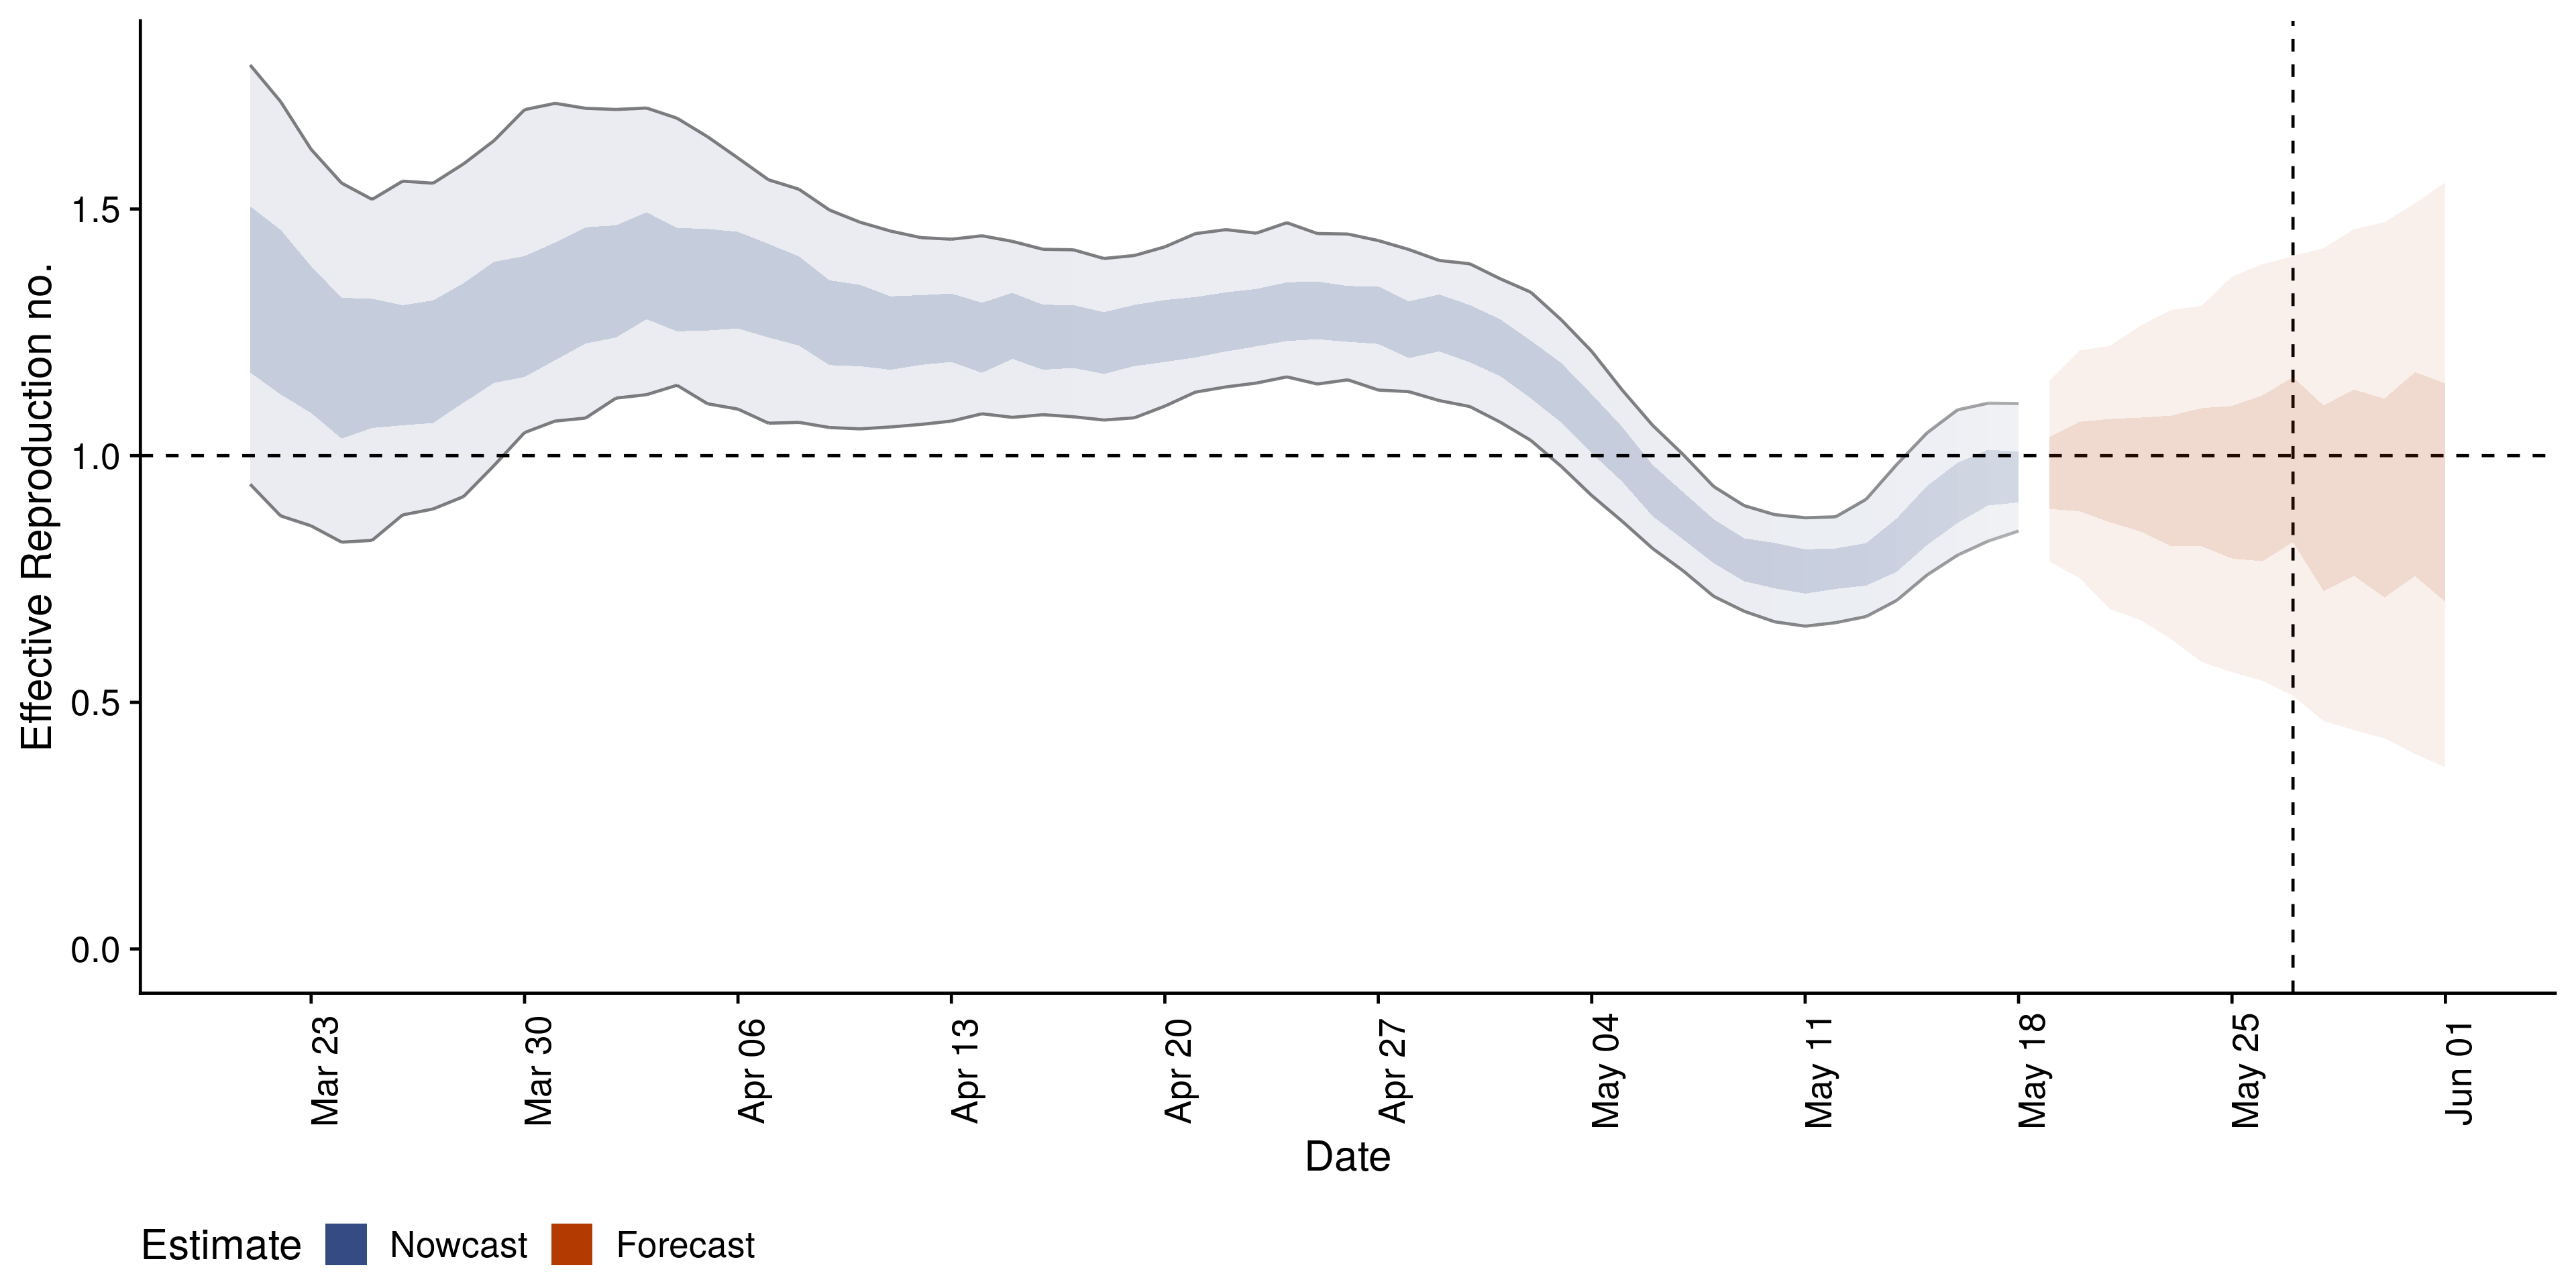 Effective Reproduction no.
1.5
1.0
0.5
0.0
Mar 23
Mar 30
Apr 06
Apr 13
Apr 20
Apr 27
May 04
May 11
May 18
May 25
Jun 01
Date
Estimate Nowcast Forecast